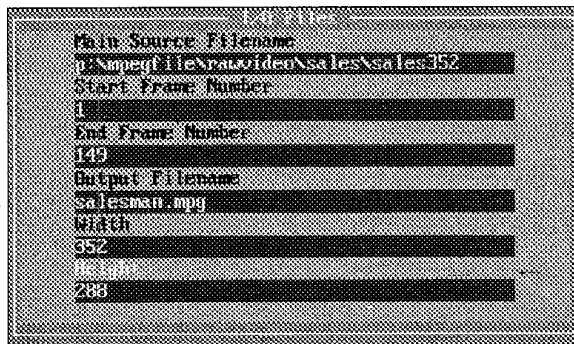 I/O Files
Main Source Filename
p:\mpegfile\rawvideo\sales\sales352
Start Frame Number
1
End Frame Number
149
Output Filename
salesman.mpg
Width
352
Height
288